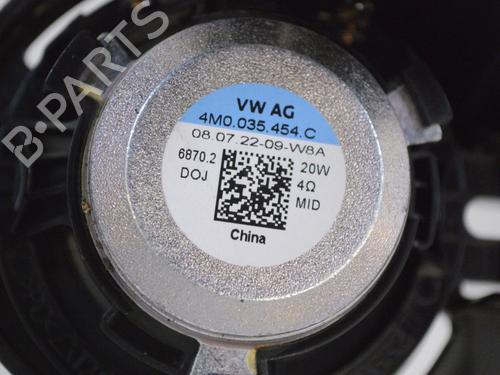 B-PARTS
VW AG
4M0.035.454.C
08.07.22-09-W8A
6870.2 20W
DOJ 4Ω
MID
China